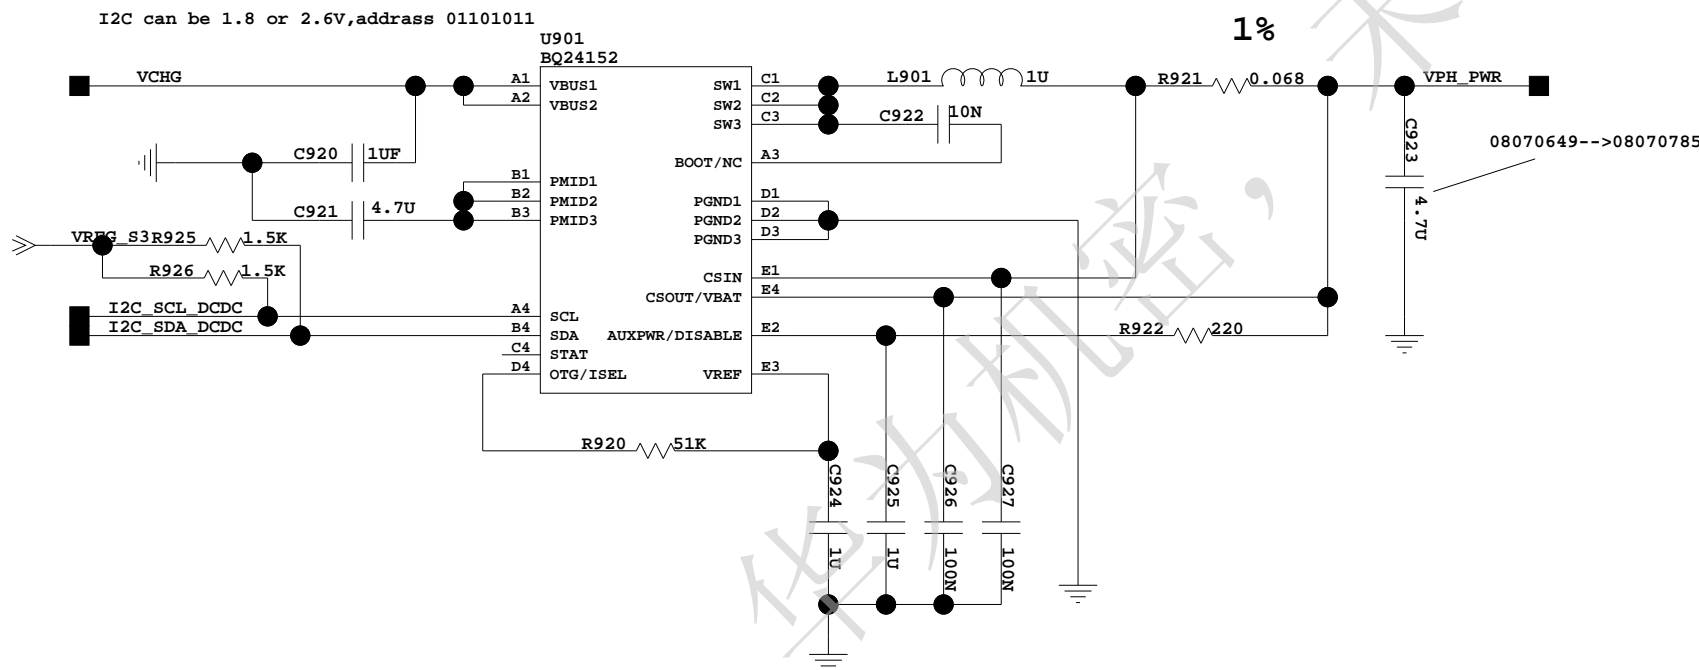 I2C can be 1.8 or 2.6V,addrass 01101011
1%
U901
BQ24152
VCHG
A1 VBUS1
A2 VBUS2
SW1 C1
SW2 C2
SW3 C3
L901 1U
R921 0.068
VPH_PWR
C922 10N
BOOT/NC A3
C920 1UF
C921 4.7U
B1 PMID1
B2 PMID2
B3 PMID3
PGND1 D1
PGND2 D2
PGND3 D3
C923
4.7U
08070649-->08070785
VREG_S3
R925 1.5K
R926 1.5K
CSIN E1
CSOUT/VBAT E4
I2C_SCL_DCDC
I2C_SDA_DCDC
A4 SCL
B4 SDA
C4 STAT
D4 OTG/ISEL
AUXPWR/DISABLE E2
VREF E3
R922 220
R920 51K
C924
C925
C926
C927
1U
1U
100N
100N
华为机密,未